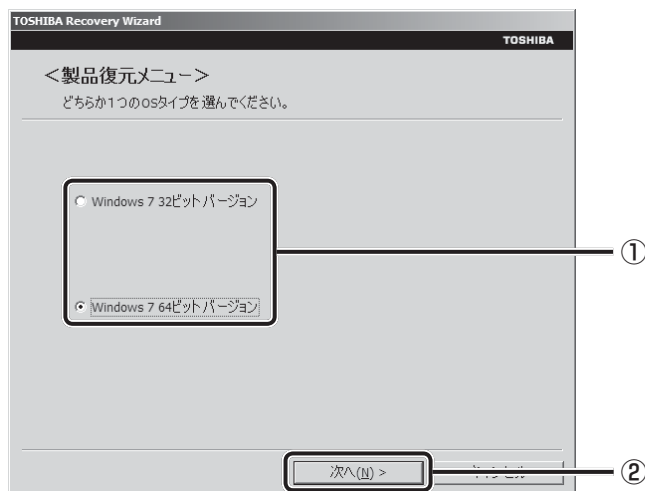 TOSHIBA Recovery Wizard
TOSHIBA
<製品復元メニュー>
どちらか1つのOSタイプを選んでください。
Windows 7 32ビットバージョン
①
Windows 7 64ビットバージョン
次へ(N) >
②